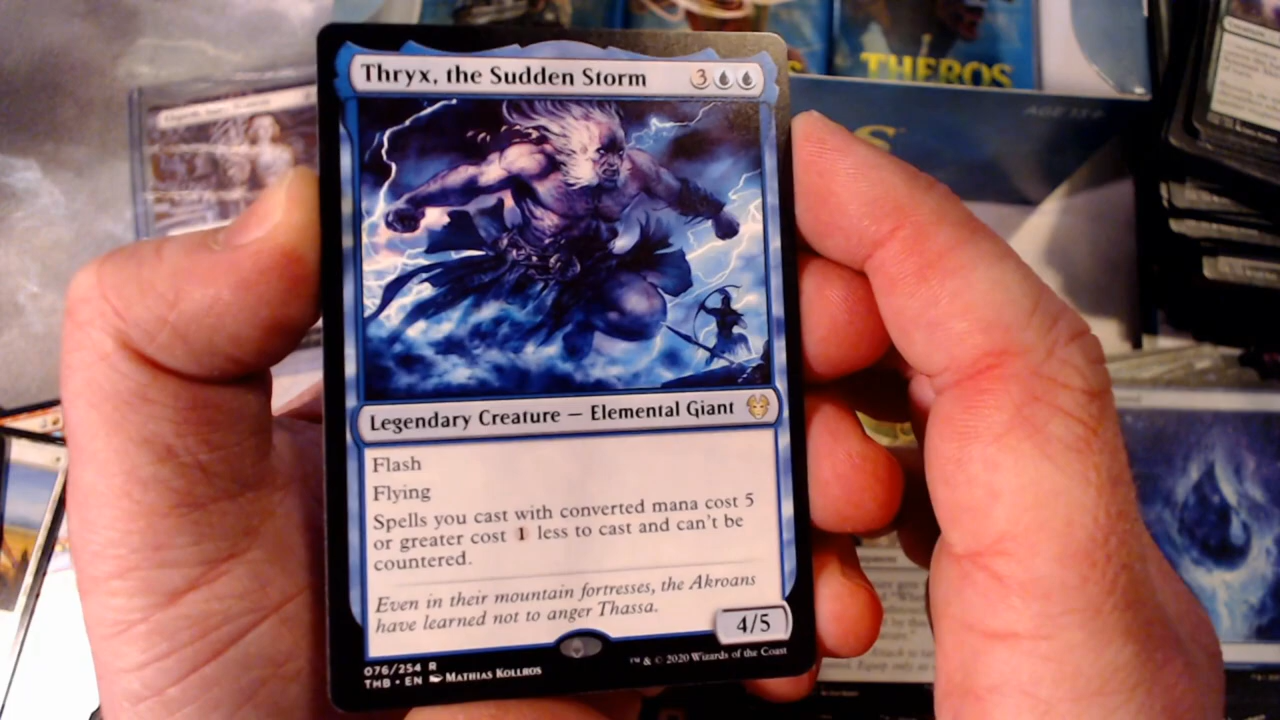 THEROS
AGE 13+
Thryx, the Sudden Storm 3
Legendary Creature — Elemental Giant
Flash
Flying
Spells you cast with converted mana cost 5
or greater cost 1 less to cast and can't be
countered.
Even in their mountain fortresses, the Akroans
have learned not to anger Thassa.
4/5
076/254 R
THB • EN Mathias Kollros
™ & © 2020 Wizards of the Coast